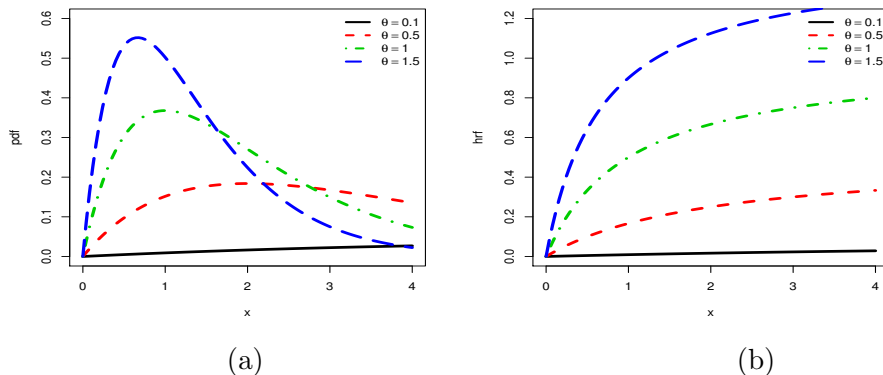 θ = 0.1
θ = 0.5
θ = 1
θ = 1.5
pdf
0.0 0.1 0.2 0.3 0.4 0.5 0.6
0 1 2 3 4
x
(a)
θ = 0.1
θ = 0.5
θ = 1
θ = 1.5
hrf
0.0 0.2 0.4 0.6 0.8 1.0 1.2
0 1 2 3 4
x
(b)